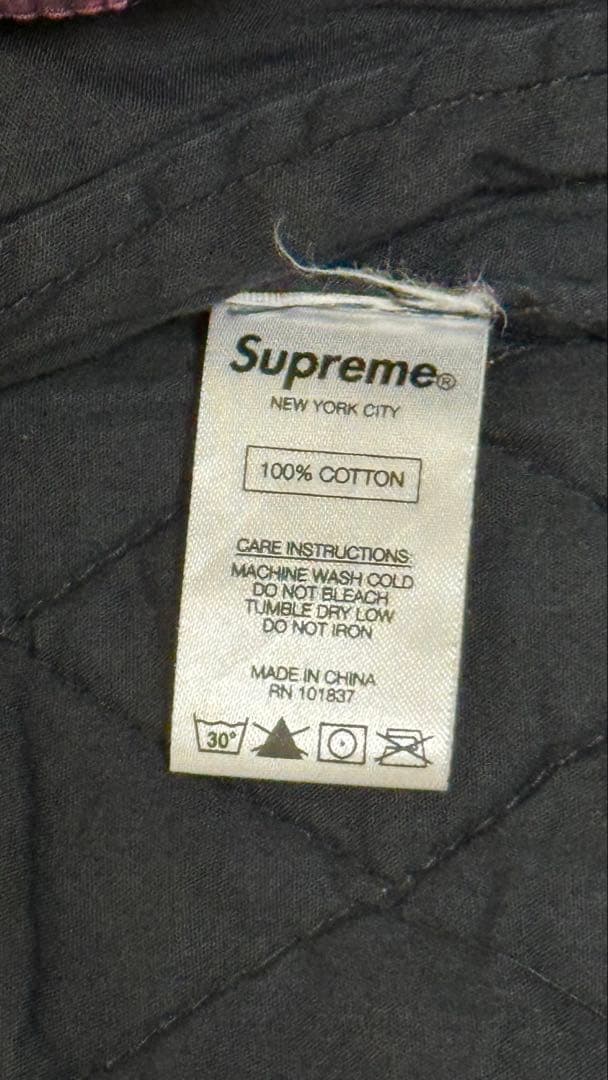 Supreme®
NEW YORK CITY
100% COTTON
CARE INSTRUCTIONS:
MACHINE WASH COLD
DO NOT BLEACH
TUMBLE DRY LOW
DO NOT IRON
MADE IN CHINA
RN 101837
30°